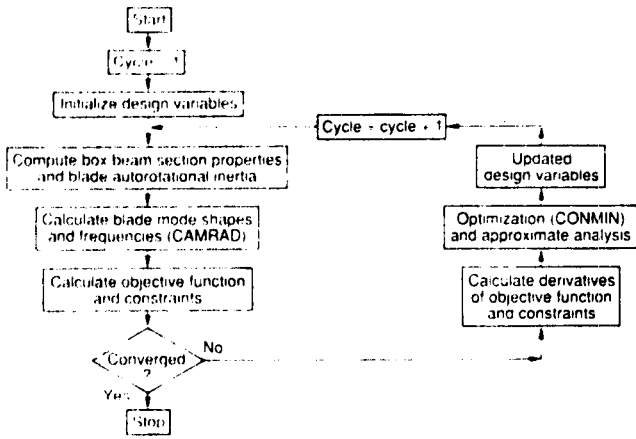 Start
Cycle = 1
Initialize design variables
Cycle = cycle + 1
Compute box beam section properties
and blade autorotational inertia
Updated
design variables
Calculate blade mode shapes
and frequencies (CAMRAD)
Optimization (CONMIN)
and approximate analysis
Calculate objective function
and constraints
Calculate derivatives
of objective function
and constraints
Converged
?
No
Yes
Stop